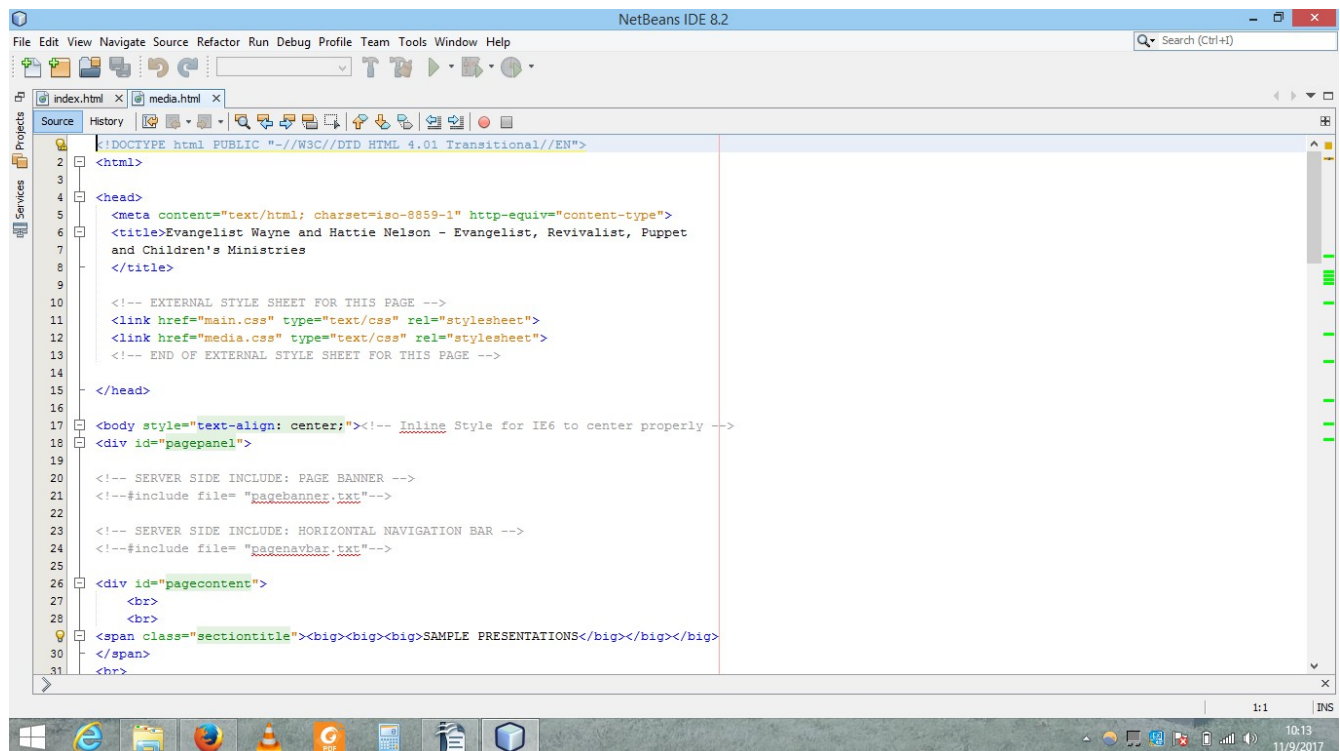 NetBeans IDE 8.2
File Edit View Navigate Source Refactor Run Debug Profile Team Tools Window Help
Search (Ctrl+I)
index.html media.html
Source History
Projects
Services
<!DOCTYPE html PUBLIC "-//W3C//DTD HTML 4.01 Transitional//EN">
2 <html>
3
4 <head>
5 <meta content="text/html; charset=iso-8859-1" http-equiv="content-type">
6 <title>Evangelist Wayne and Hattie Nelson - Evangelist, Revivalist, Puppet
7 and Children's Ministries
8 </title>
9
10 <!-- EXTERNAL STYLE SHEET FOR THIS PAGE -->
11 <link href="main.css" type="text/css" rel="stylesheet">
12 <link href="media.css" type="text/css" rel="stylesheet">
13 <!-- END OF EXTERNAL STYLE SHEET FOR THIS PAGE -->
14
15 </head>
16
17 <body style="text-align: center;"><!-- Inline Style for IE6 to center properly -->
18 <div id="pagepanel">
19
20 <!-- SERVER SIDE INCLUDE: PAGE BANNER -->
21 <!--#include file= "pagebanner.txt"-->
22
23 <!-- SERVER SIDE INCLUDE: HORIZONTAL NAVIGATION BAR -->
24 <!--#include file= "pagenavbar.txt"-->
25
26 <div id="pagecontent">
27 <br>
28 <br>
<span class="sectiontitle"><big><big><big>SAMPLE PRESENTATIONS</big></big></big>
30 </span>
31 <br>
1:1 INS
PDF
10:13
11/9/2017